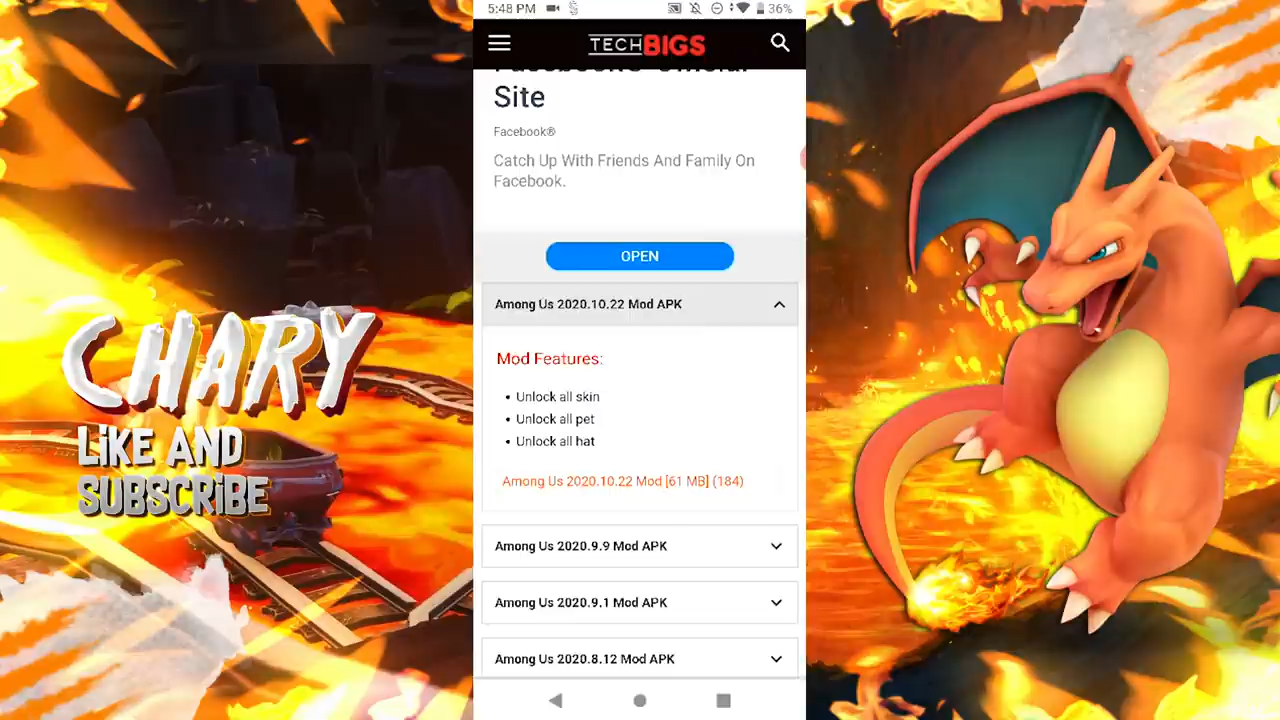 5:48 PM
36%
TECHBIGS
Site
Facebook®
Catch Up With Friends And Family On
Facebook.
OPEN
Among Us 2020.10.22 Mod APK
Mod Features:
• Unlock all skin
• Unlock all pet
• Unlock all hat
Among Us 2020.10.22 Mod [61 MB] (184)
Among Us 2020.9.9 Mod APK
Among Us 2020.9.1 Mod APK
Among Us 2020.8.12 Mod APK
CHARY
LIKE AND
SUBSCRIBE